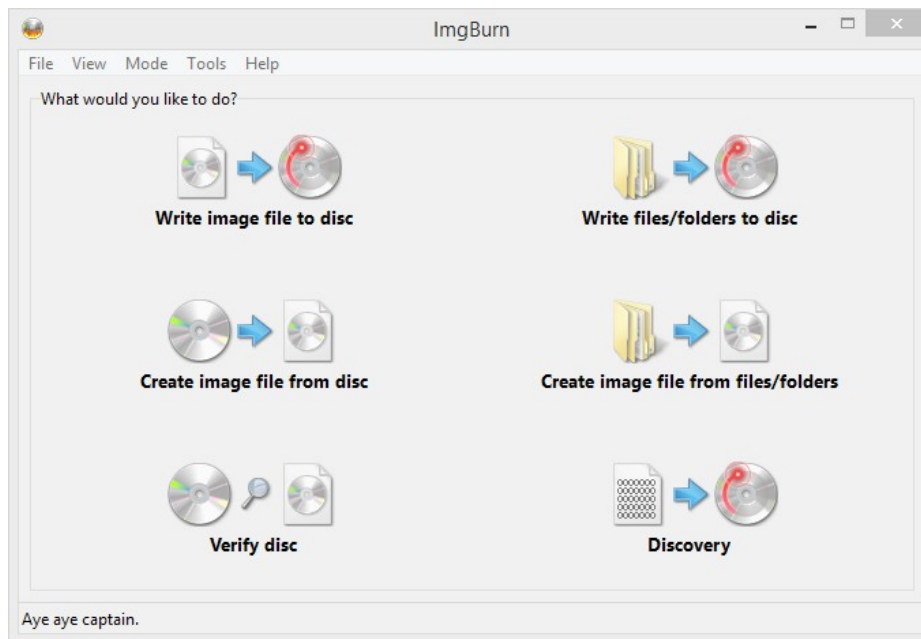 ImgBurn
File View Mode Tools Help
What would you like to do?
Write image file to disc
Write files/folders to disc
Create image file from disc
Create image file from files/folders
Verify disc
Discovery
Aye aye captain.